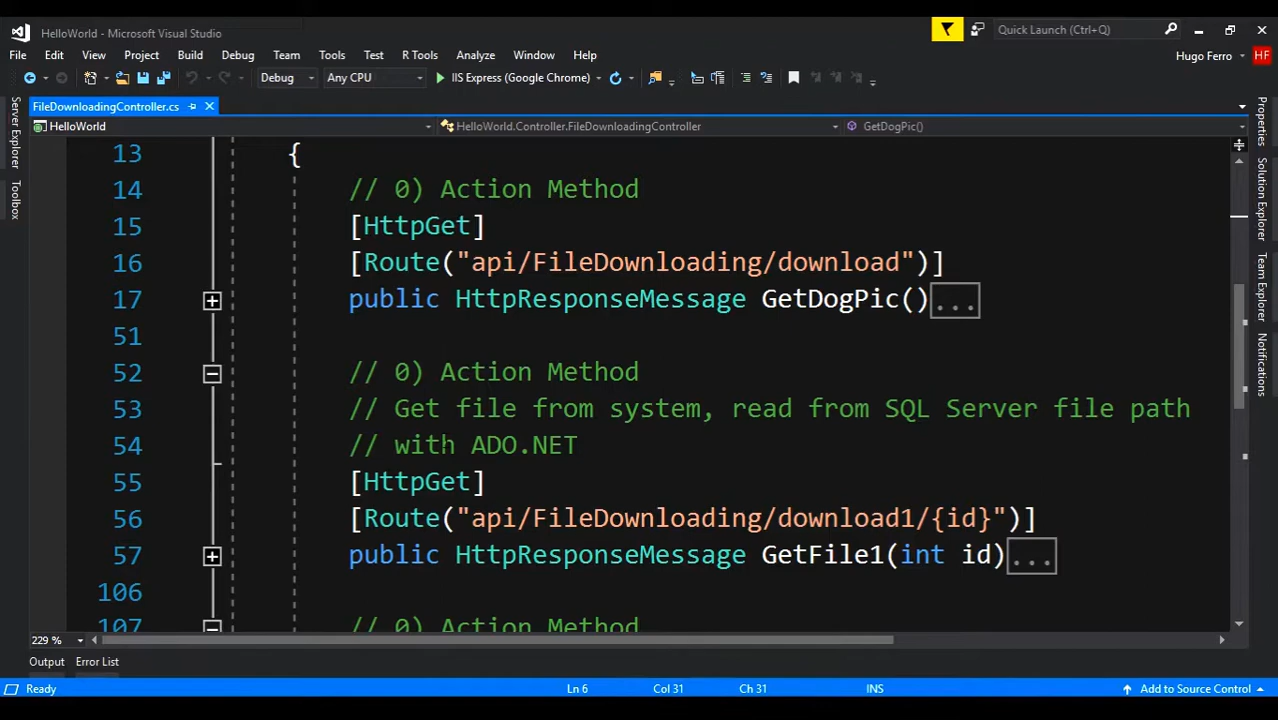 HelloWorld - Microsoft Visual Studio
Quick Launch (Ctrl+Q)
File Edit View Project Build Debug Team Tools Test R Tools Analyze Window Help
Hugo Ferro HF
Debug Any CPU IIS Express (Google Chrome)
FileDownloadingController.cs
HelloWorld HelloWorld.Controller.FileDownloadingController GetDogPic()
Server Explorer
Toolbox
13 {
14 // 0) Action Method
15 [HttpGet]
16 [Route("api/FileDownloading/download")]
17 public HttpResponseMessage GetDogPic()...
51
52 // 0) Action Method
53 // Get file from system, read from SQL Server file path
54 // with ADO.NET
55 [HttpGet]
56 [Route("api/FileDownloading/download1/{id}")]
57 public HttpResponseMessage GetFile1(int id)...
106
107 // 0) Action Method
Properties
Solution Explorer
Team Explorer
Notifications
229 %
Output Error List
Ready Ln 6 Col 31 Ch 31 INS Add to Source Control